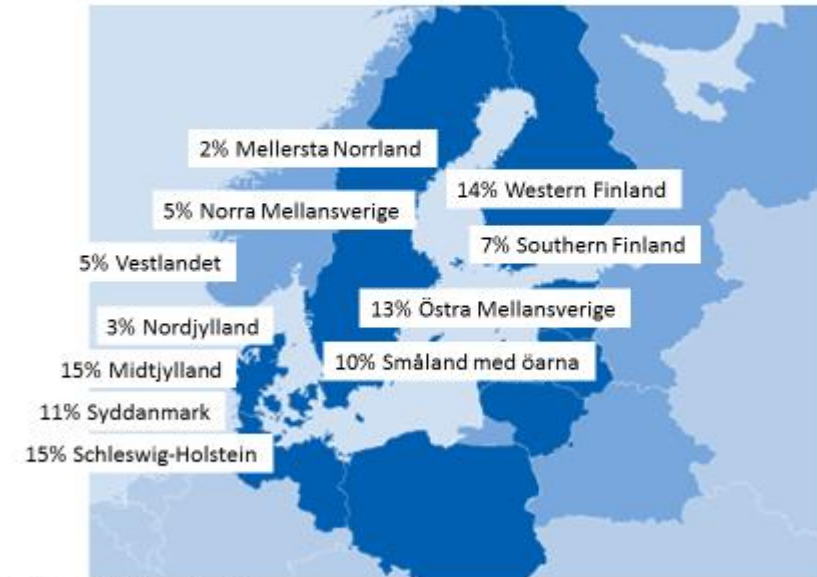 2% Mellersta Norrland
14% Western Finland
5% Norra Mellansverige
7% Southern Finland
5% Vestlandet
13% Östra Mellansverige
3% Nordjylland
10% Småland med öarna
15% Midtjylland
11% Syddanmark
15% Schleswig-Holstein